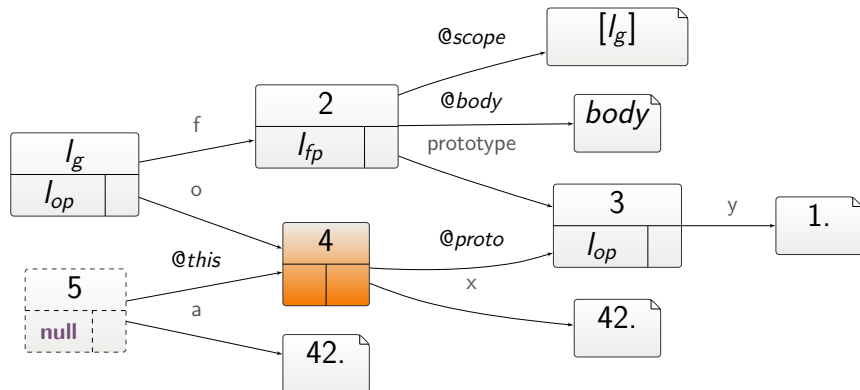 @scope
[l_g]
2
@body
body
f
l_fp
prototype
l_g
l_op
o
3
y
1.
4
@proto
l_op
@this
x
5
a
null
42.
42.